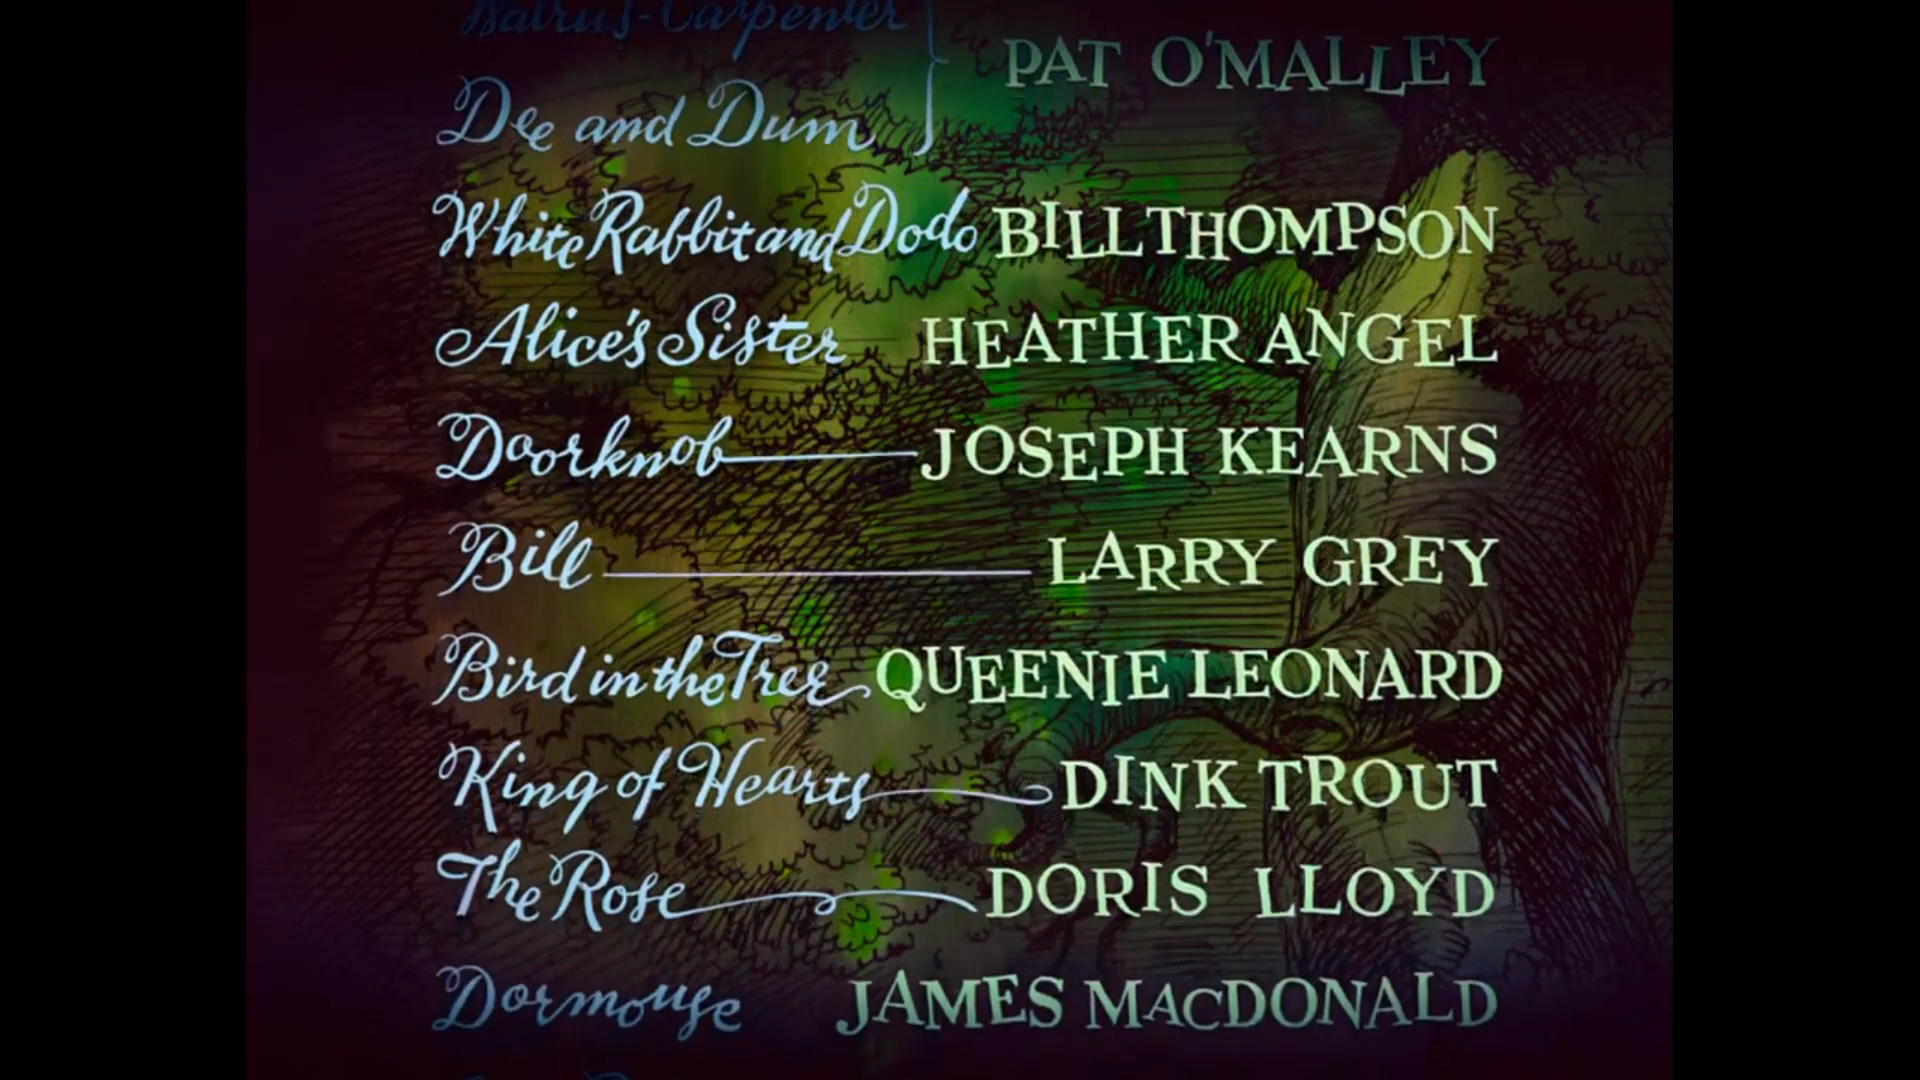 Walrus-Carpenter
PAT O'MALLEY
Dee and Dum
White Rabbit and Dodo BILL THOMPSON
Alice's Sister HEATHER ANGEL
Doorknob JOSEPH KEARNS
Bill LARRY GREY
Bird in the Tree QUEENIE LEONARD
King of Hearts DINK TROUT
The Rose DORIS LLOYD
Dormouse JAMES MACDONALD